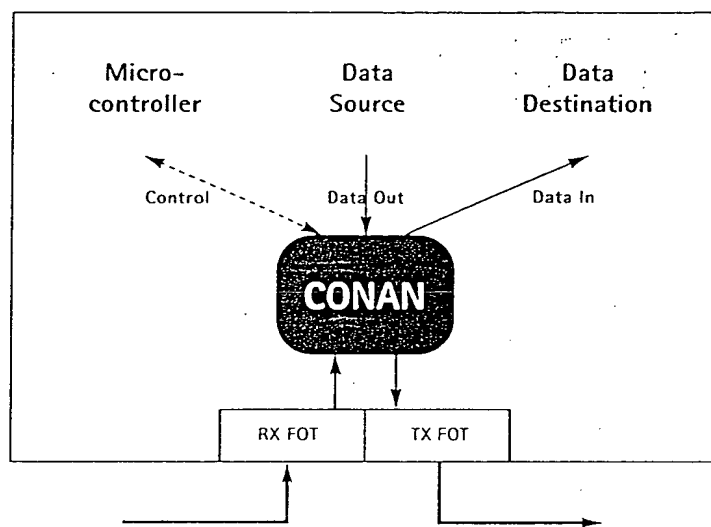 Micro-
controller
Data
Source
Data
Destination
Control
Data Out
Data In
CONAN
RX FOT
TX FOT